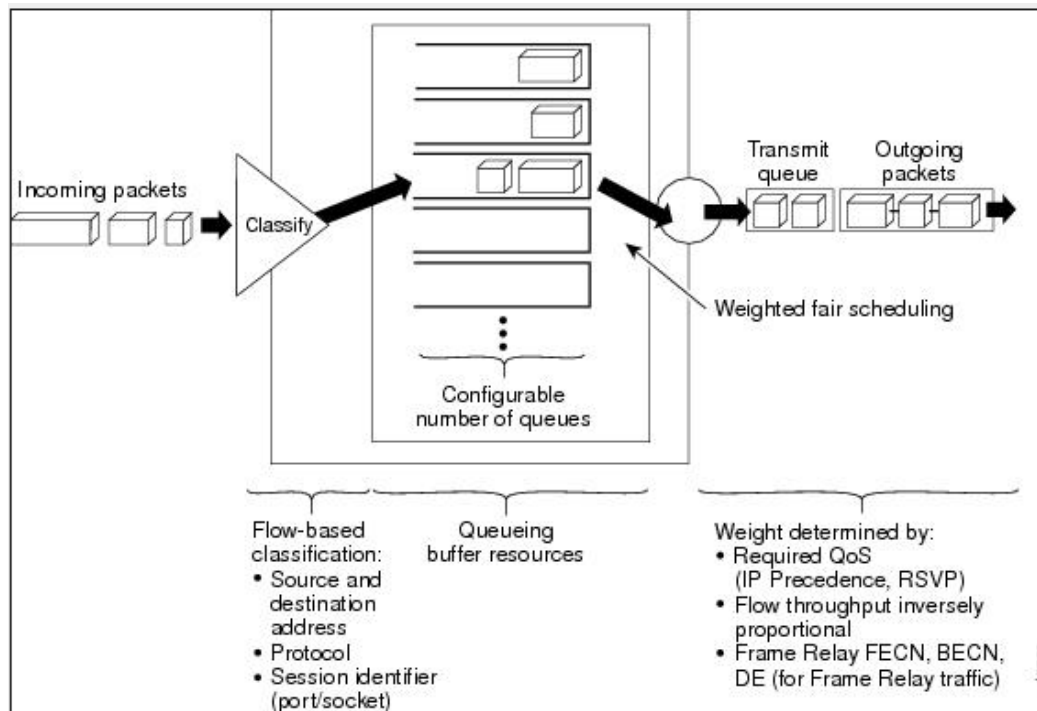 Incoming packets
Classify
Transmit
queue
Outgoing
packets
Weighted fair scheduling
Configurable
number of queues
Flow-based
classification:
• Source and
destination
address
• Protocol
• Session identifier
(port/socket)
Queueing
buffer resources
Weight determined by:
• Required QoS
(IP Precedence, RSVP)
• Flow throughput inversely
proportional
• Frame Relay FECN, BECN,
DE (for Frame Relay traffic)